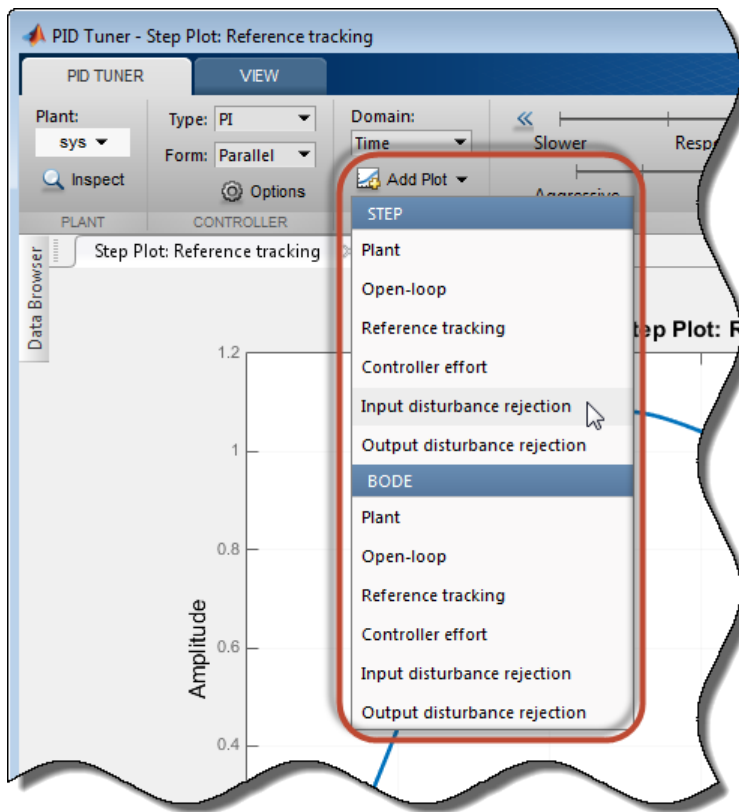 PID Tuner - Step Plot: Reference tracking
PID TUNER VIEW
Plant: Type: PI Domain:
sys Form: Parallel Time Slower
Inspect Options Add Plot Aggressive
PLANT CONTROLLER STEP
Data Browser
Step Plot: Reference tracking
Plant
Open-loop
Reference tracking
Controller effort
Input disturbance rejection
Output disturbance rejection
BODE
Plant
Open-loop
Reference tracking
Controller effort
Input disturbance rejection
Output disturbance rejection
tep Plot: R
Amplitude
1.2
1
0.8
0.6
0.4